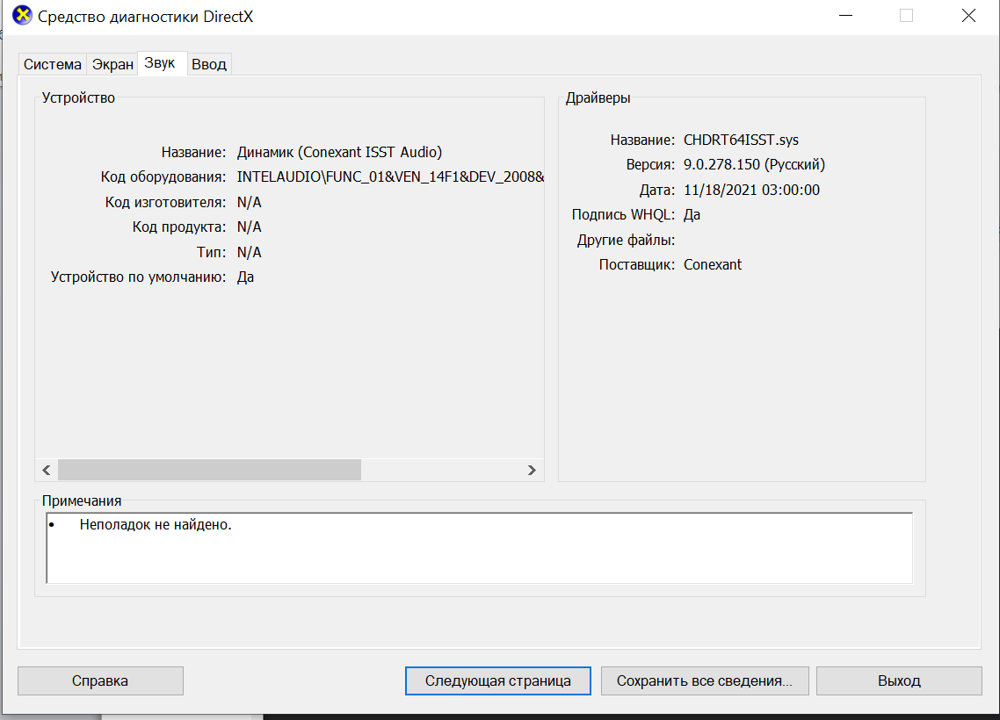 Средство диагностики DirectX
Система Экран Звук Ввод
Устройство
Название: Динамик (Conexant ISST Audio)
Код оборудования: INTELAUDIO\FUNC_01&VEN_14F1&DEV_2008&
Код изготовителя: N/A
Код продукта: N/A
Тип: N/A
Устройство по умолчанию: Да
Драйверы
Название: CHDRT64ISST.sys
Версия: 9.0.278.150 (Русский)
Дата: 11/18/2021 03:00:00
Подпись WHQL: Да
Другие файлы:
Поставщик: Conexant
Примечания
• Неполадок не найдено.
Справка Следующая страница Сохранить все сведения... Выход